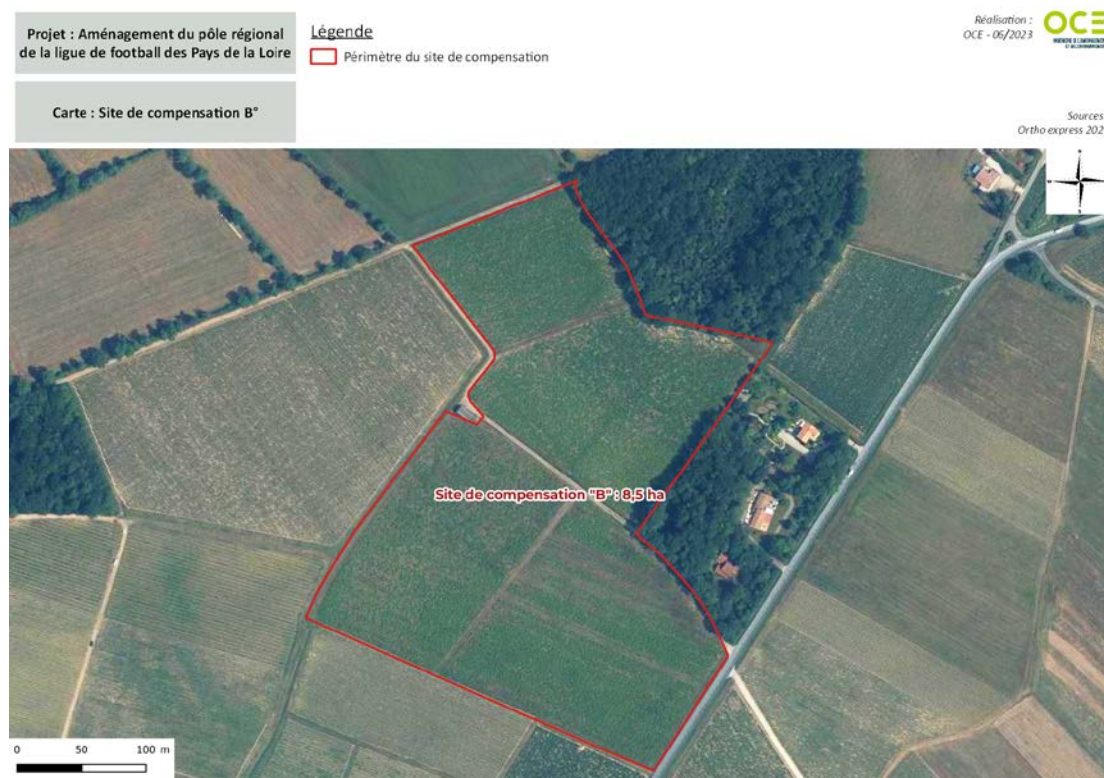 Projet : Aménagement du pôle régional
de la ligue de football des Pays de la Loire
Carte : Site de compensation B°
Légende
Périmètre du site de compensation
Réalisation :
OCE - 06/2023
OCE
Sources
Ortho express 202
Site de compensation "B" : 8,5 ha
0 50 100 m